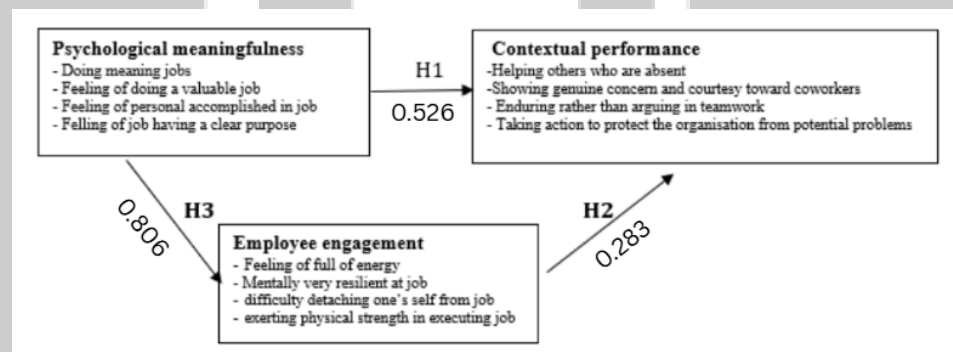 Psychological meaningfulness
- Doing meaning jobs
- Feeling of doing a valuable job
- Feeling of personal accomplished in job
- Felling of job having a clear purpose
H1
0.526
Contextual performance
-Helping others who are absent
-Showing genuine concern and courtesy toward coworkers
- Enduring rather than arguing in teamwork
- Taking action to protect the organisation from potential problems
0.806
H3
Employee engagement
- Feeling of full of energy
- Mentally very resilient at job
- difficulty detaching one's self from job
- exerting physical strength in executing job
H2
0.283